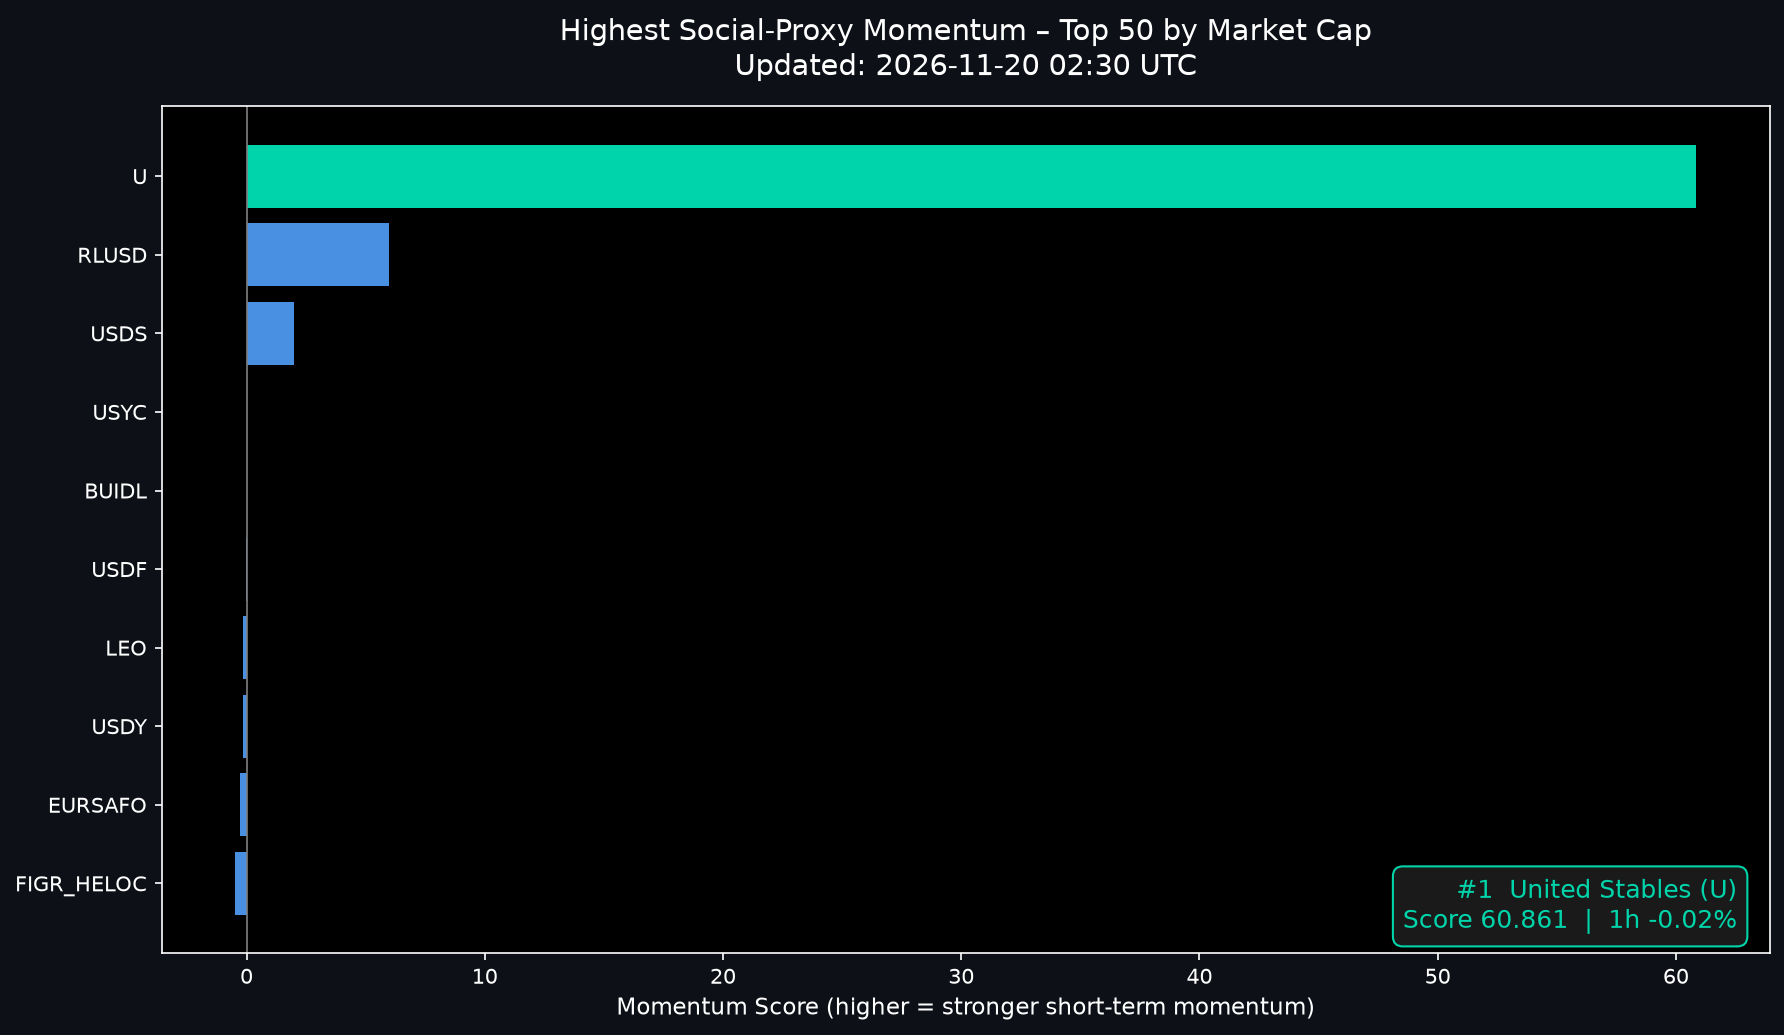 Highest Social-Proxy Momentum – Top 50 by Market Cap
Updated: 2026-11-20 02:30 UTC
U
RLUSD
USDS
USYC
BUIDL
USDF
LEO
USDY
EURSAFO
FIGR_HELOC
#1  United Stables (U)
Score 60.861  |  1h -0.02%
0 10 20 30 40 50 60
Momentum Score (higher = stronger short-term momentum)